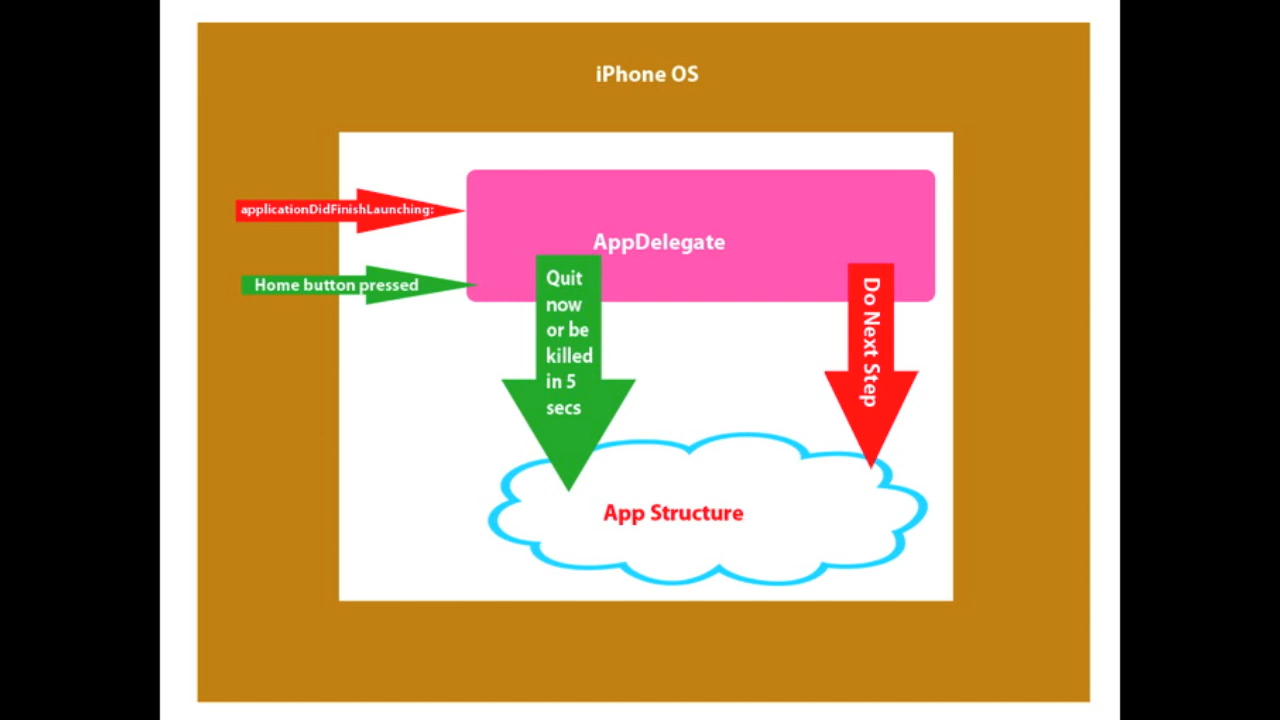 iPhone OS
applicationDidFinishLaunching:
AppDelegate
Home button pressed
Quit
now
or be
killed
in 5
secs
Do Next Step
App Structure